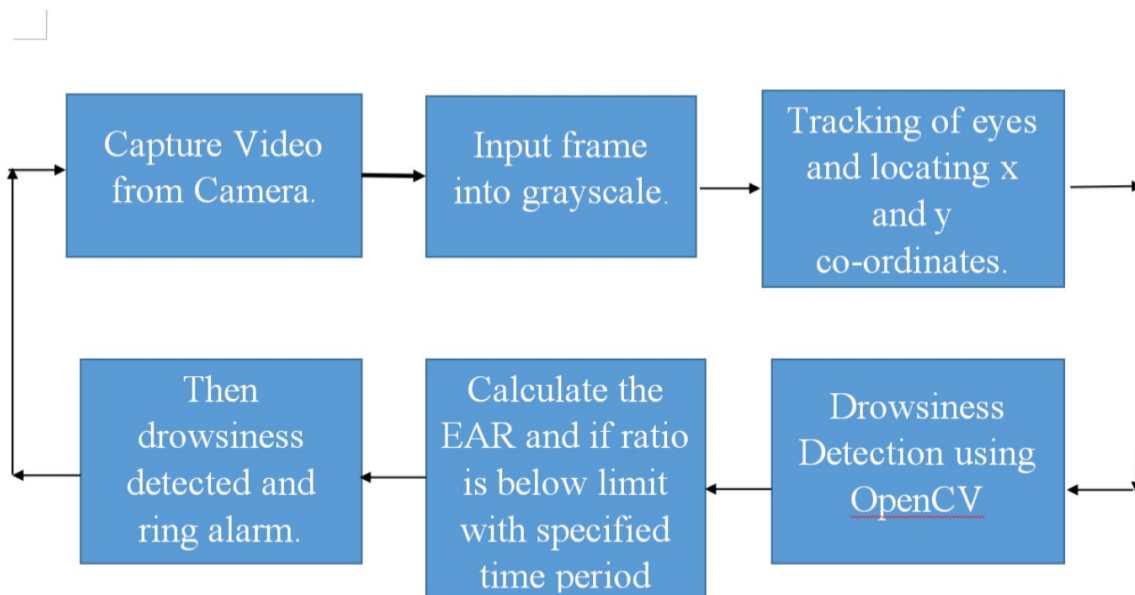 Capture Video
from Camera.
Input frame
into grayscale.
Tracking of eyes
and locating x
and y
co-ordinates.
Drowsiness
Detection using
OpenCV
Calculate the
EAR and if ratio
is below limit
with specified
time period
Then
drowsiness
detected and
ring alarm.